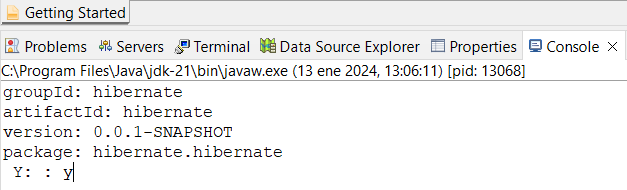 Getting Started
Problems Servers Terminal Data Source Explorer Properties Console
C:\Program Files\Java\jdk-21\bin\javaw.exe (13 ene 2024, 13:06:11) [pid: 13068]
groupId: hibernate
artifactId: hibernate
version: 0.0.1-SNAPSHOT
package: hibernate.hibernate
Y: : y